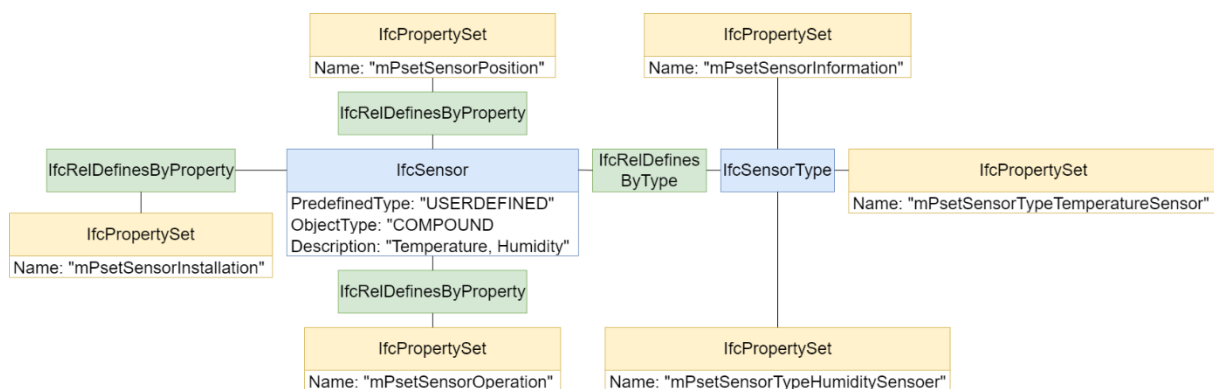 IfcPropertySet
Name: "mPsetSensorPosition"
IfcPropertySet
Name: "mPsetSensorInformation"
IfcRelDefinesByProperty
IfcRelDefinesByProperty
IfcPropertySet
Name: "mPsetSensorInstallation"
IfcSensor
PredefinedType: "USERDEFINED"
ObjectType: "COMPOUND
Description: "Temperature, Humidity"
IfcRelDefines
ByType
IfcSensorType
IfcPropertySet
Name: "mPsetSensorTypeTemperatureSensor"
IfcRelDefinesByProperty
IfcPropertySet
Name: "mPsetSensorOperation"
IfcPropertySet
Name: "mPsetSensorTypeHumiditySensoer"